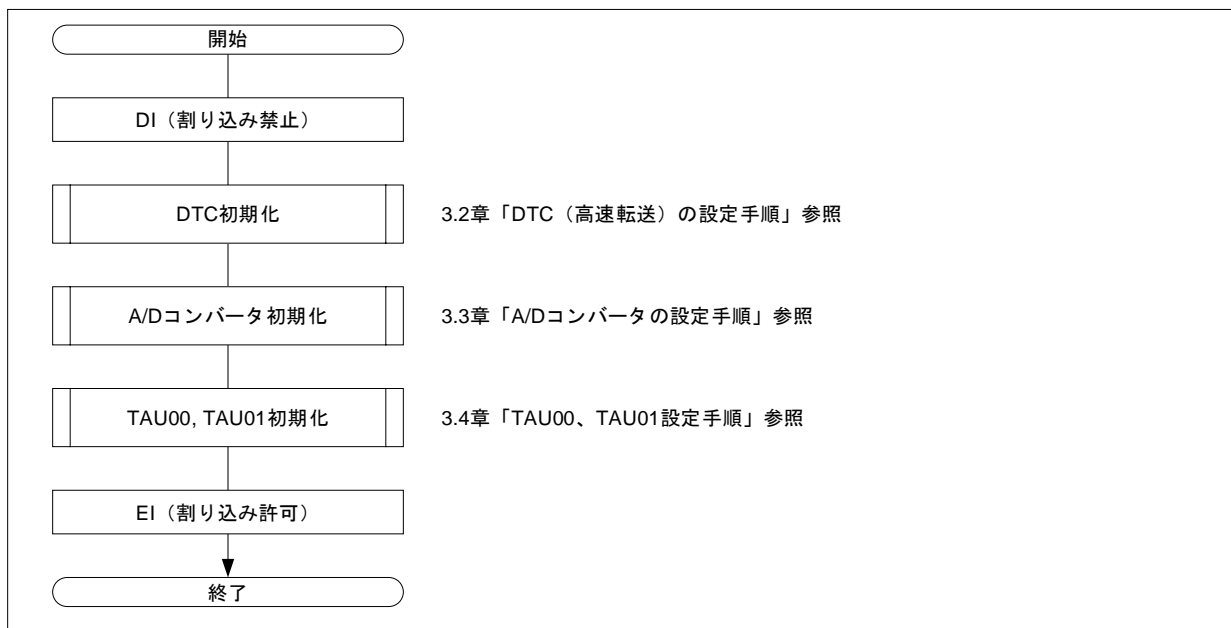 開始
DI（割り込み禁止）
DTC初期化
3.2章「DTC（高速転送）の設定手順」参照
A/Dコンバータ初期化
3.3章「A/Dコンバータの設定手順」参照
TAU00, TAU01初期化
3.4章「TAU00、TAU01設定手順」参照
EI（割り込み許可）
終了